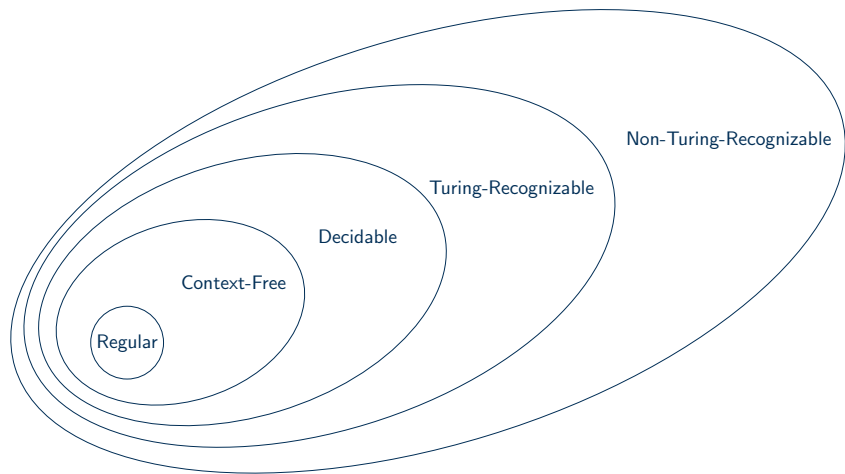 Non-Turing-Recognizable
Turing-Recognizable
Decidable
Context-Free
Regular